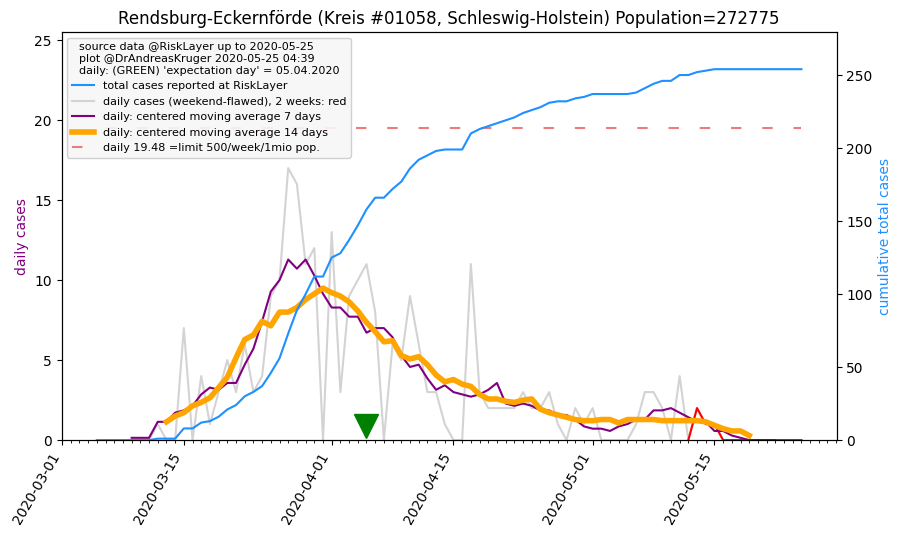 Rendsburg-Eckernförde (Kreis #01058, Schleswig-Holstein) Population=272775
source data @RiskLayer up to 2020-05-25
plot @DrAndreasKruger 2020-05-25 04:39
daily: (GREEN) 'expectation day' = 05.04.2020
total cases reported at RiskLayer
daily cases (weekend-flawed), 2 weeks: red
daily: centered moving average 7 days
daily: centered moving average 14 days
daily 19.48 =limit 500/week/1mio pop.
daily cases
25
20
15
10
5
0
cumulative total cases
250
200
150
100
50
0
2020-03-01
2020-03-15
2020-04-01
2020-04-15
2020-05-01
2020-05-15